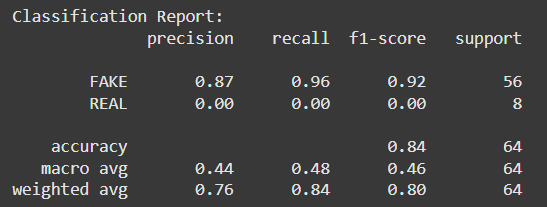 Classification Report:
precision recall f1-score support
FAKE 0.87 0.96 0.92 56
REAL 0.00 0.00 0.00 8
accuracy 0.84 64
macro avg 0.44 0.48 0.46 64
weighted avg 0.76 0.84 0.80 64